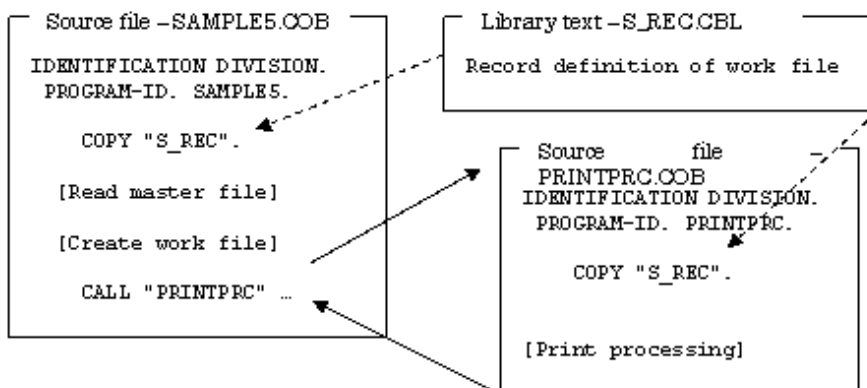 Source file –SAMPLE5.COB
IDENTIFICATION DIVISION.
PROGRAM-ID. SAMPLE5.
COPY "S_REC".
[Read master file]
[Create work file]
CALL "PRINTPRC" …
Library text –S_REC.CBL
Record definition of work file
Source file –
PRINTPRC.COB
IDENTIFICATION DIVISION.
PROGRAM-ID. PRINTPRC.
COPY "S_REC".
[Print processing]